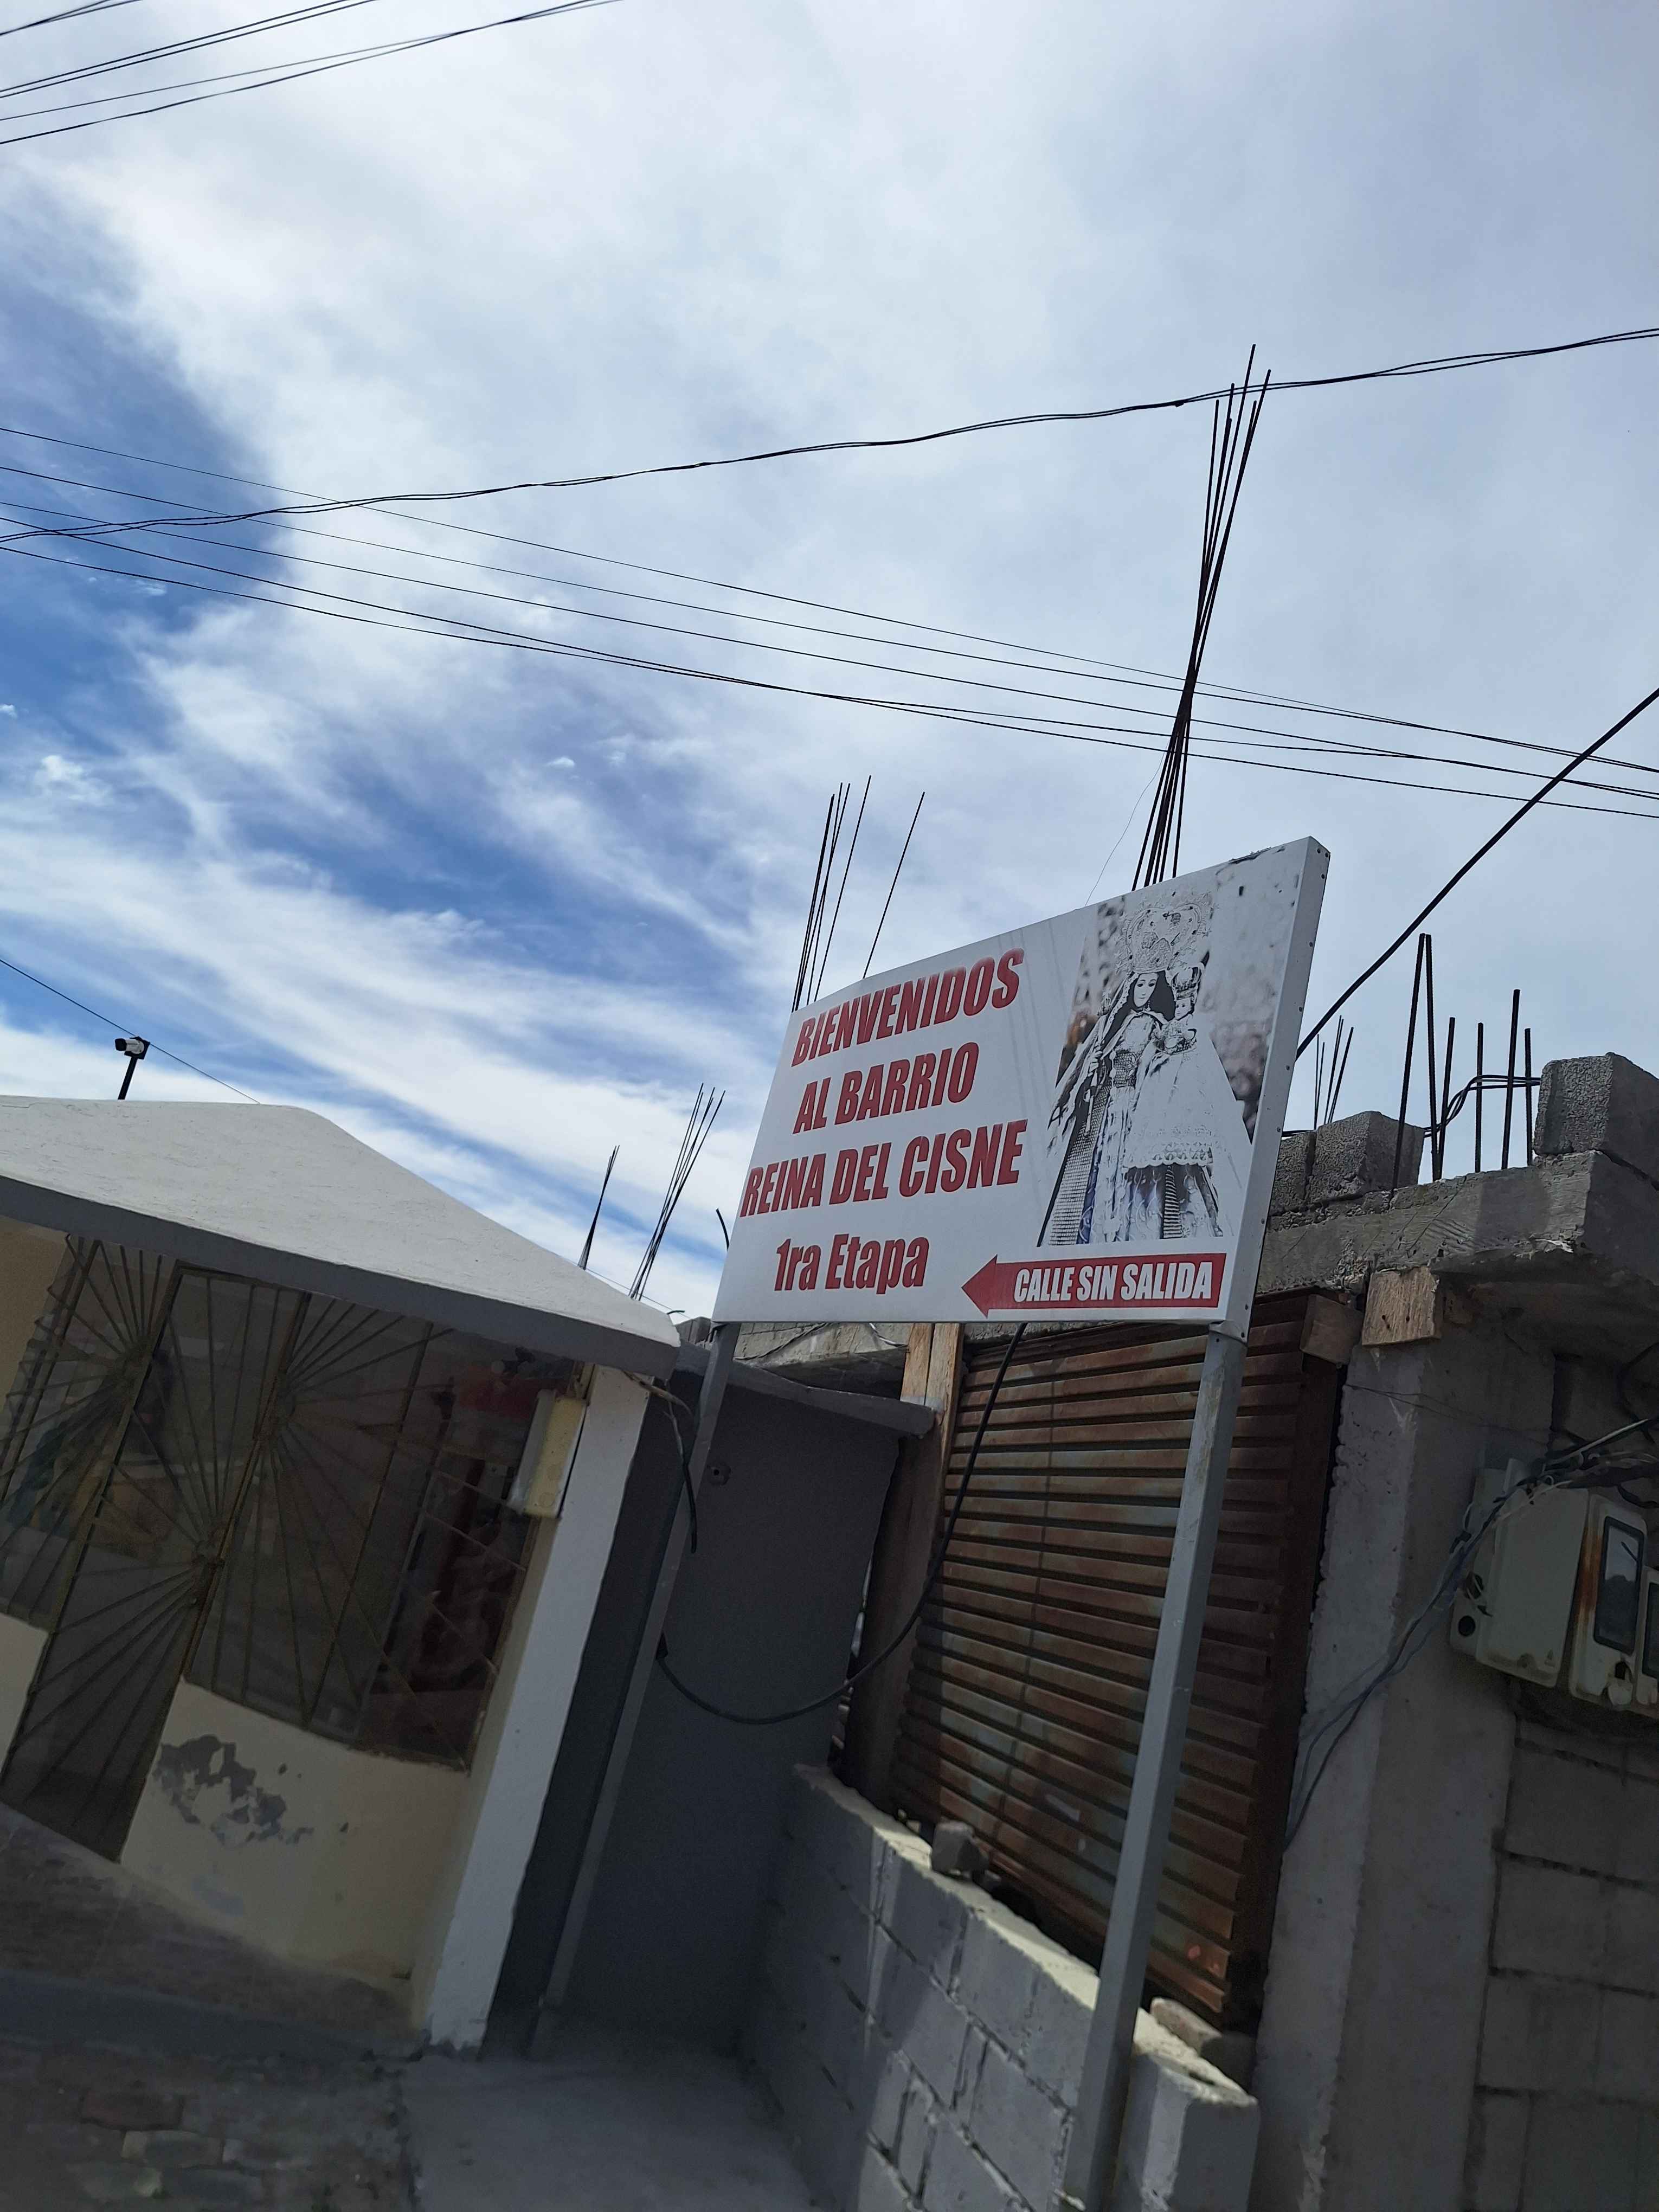 BIENVENIDOS
AL BARRIO
REINA DEL CISNE
1ra Etapa
CALLE SIN SALIDA